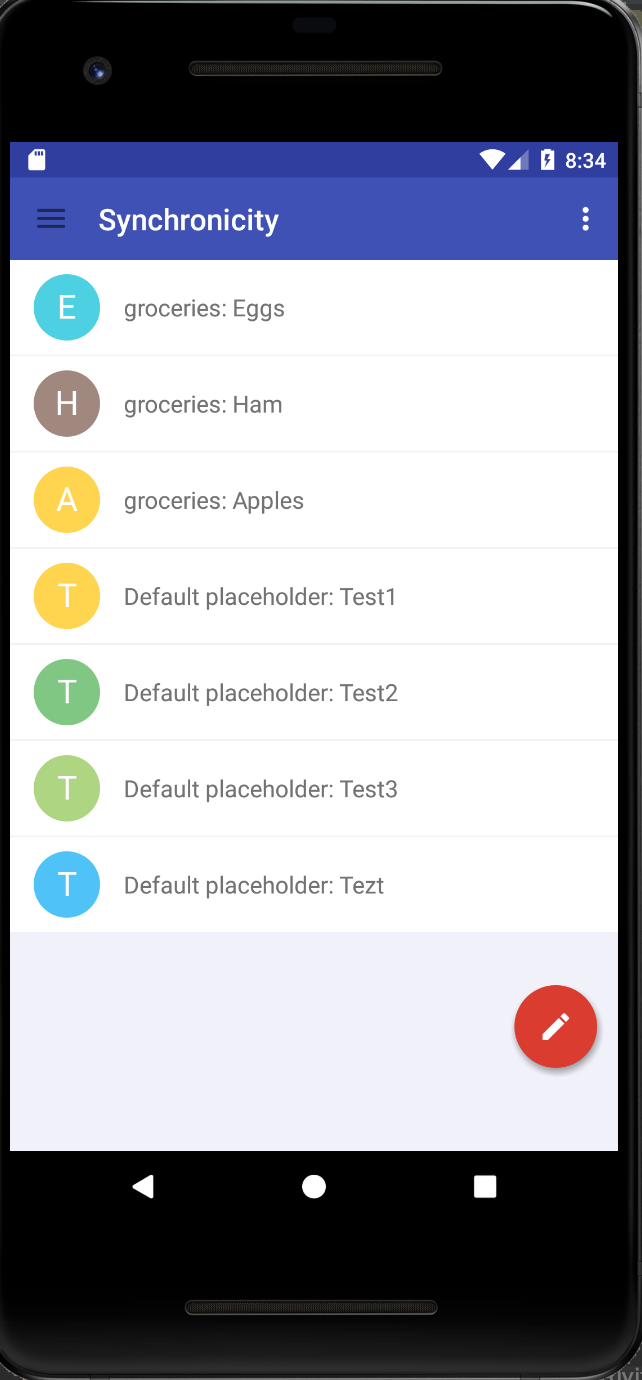 8:34
Synchronicity
E groceries: Eggs
H groceries: Ham
A groceries: Apples
T Default placeholder: Test1
T Default placeholder: Test2
T Default placeholder: Test3
T Default placeholder: Tezt